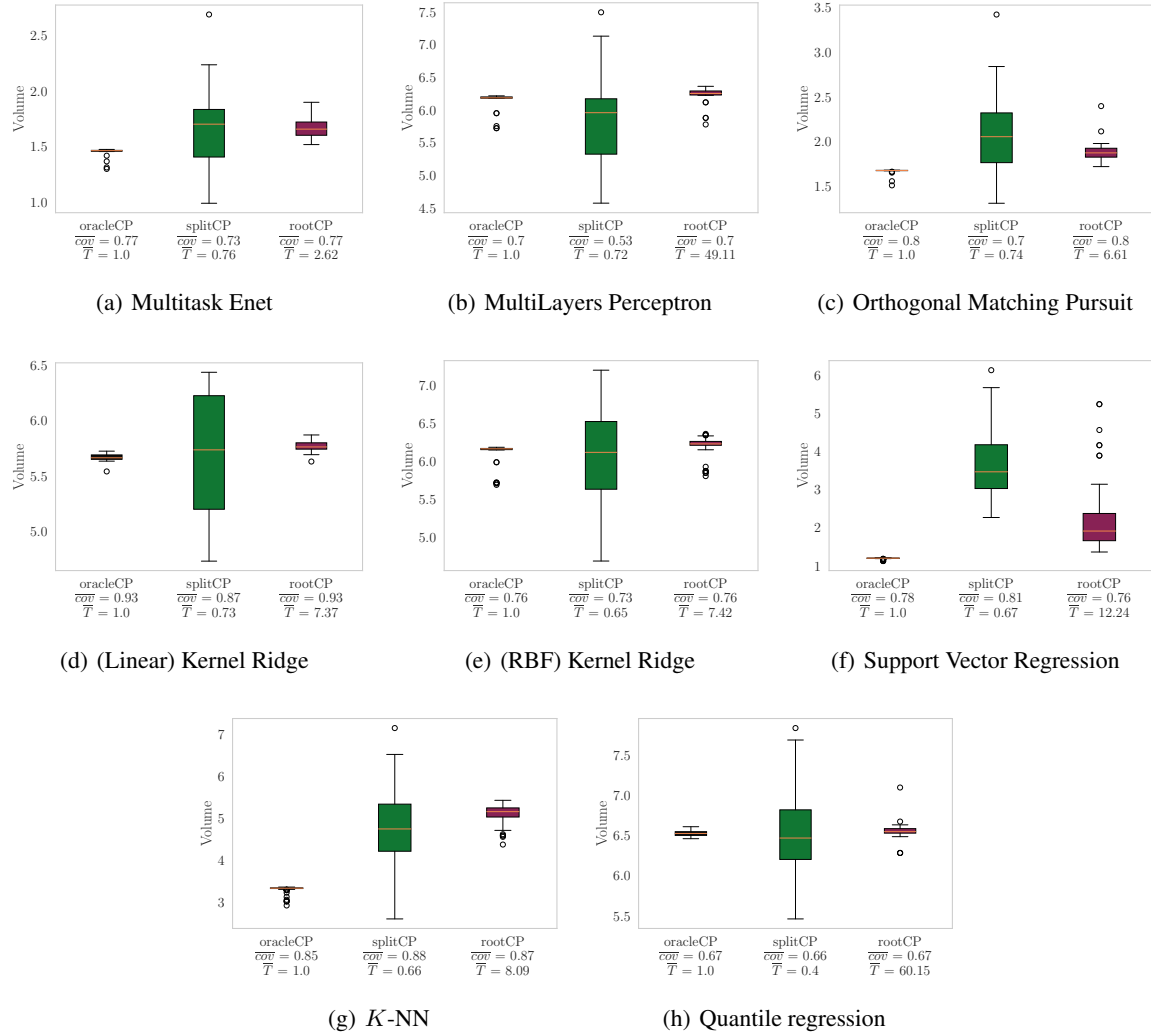 2.5
2.0
1.5
1.0
Volume
oracleCP splitCP rootCP
cov = 0.77 cov = 0.73 cov = 0.77
T = 1.0 T = 0.76 T = 2.62
(a) Multitask Enet
7.5
7.0
6.5
6.0
5.5
5.0
4.5
Volume
oracleCP splitCP rootCP
cov = 0.7 cov = 0.53 cov = 0.7
T = 1.0 T = 0.72 T = 49.11
(b) MultiLayers Perceptron
3.5
3.0
2.5
2.0
1.5
Volume
oracleCP splitCP rootCP
cov = 0.8 cov = 0.7 cov = 0.8
T = 1.0 T = 0.74 T = 6.61
(c) Orthogonal Matching Pursuit
6.5
6.0
5.5
5.0
Volume
oracleCP splitCP rootCP
cov = 0.93 cov = 0.87 cov = 0.93
T = 1.0 T = 0.73 T = 7.37
(d) (Linear) Kernel Ridge
7.0
6.5
6.0
5.5
5.0
Volume
oracleCP splitCP rootCP
cov = 0.76 cov = 0.73 cov = 0.76
T = 1.0 T = 0.65 T = 7.42
(e) (RBF) Kernel Ridge
6
5
4
3
2
1
Volume
oracleCP splitCP rootCP
cov = 0.78 cov = 0.81 cov = 0.76
T = 1.0 T = 0.67 T = 12.24
(f) Support Vector Regression
7
6
5
4
3
Volume
oracleCP splitCP rootCP
cov = 0.85 cov = 0.88 cov = 0.87
T = 1.0 T = 0.66 T = 8.09
(g) K-NN
7.5
7.0
6.5
6.0
5.5
Volume
oracleCP splitCP rootCP
cov = 0.67 cov = 0.66 cov = 0.67
T = 1.0 T = 0.4 T = 60.15
(h) Quantile regression